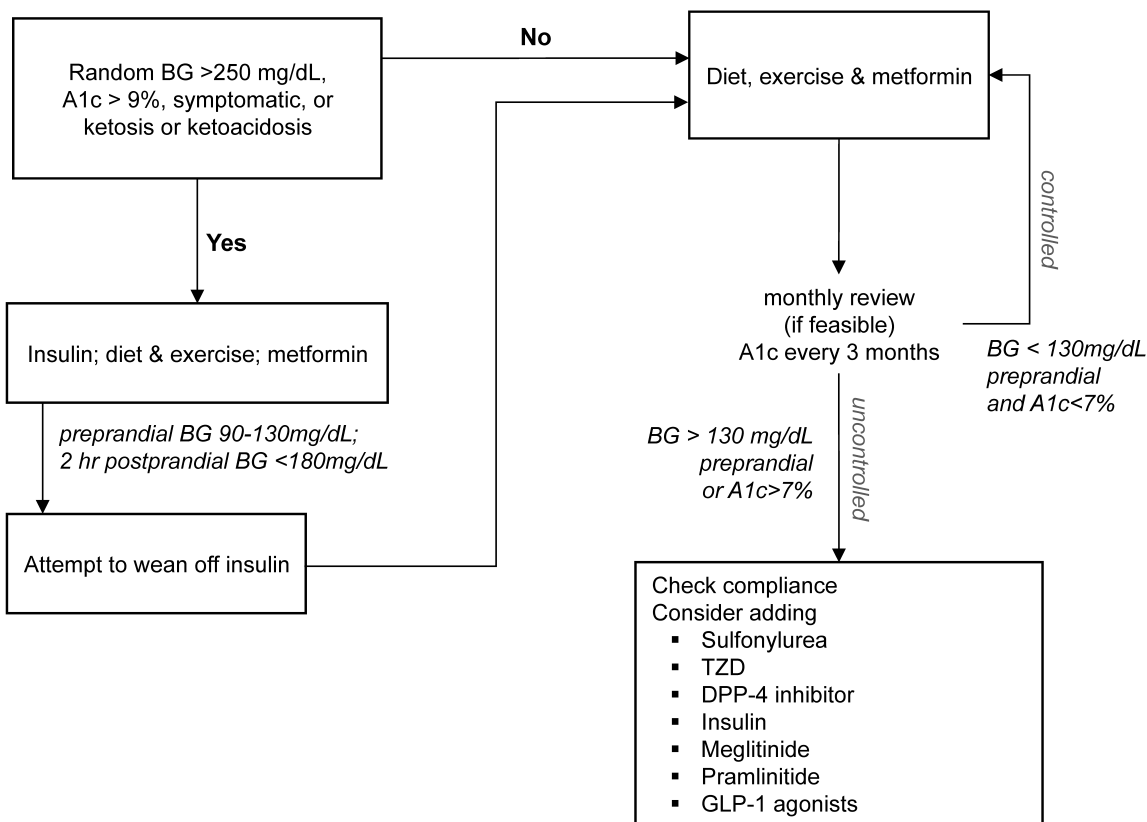 Random BG >250 mg/dL,
A1c > 9%, symptomatic, or
ketosis or ketoacidosis
No
Diet, exercise & metformin
Yes
controlled
Insulin; diet & exercise; metformin
monthly review
(if feasible)
A1c every 3 months
BG < 130mg/dL
preprandial
and A1c<7%
preprandial BG 90-130mg/dL;
2 hr postprandial BG <180mg/dL
BG > 130 mg/dL
preprandial
or A1c>7%
uncontrolled
Attempt to wean off insulin
Check compliance
Consider adding
▪ Sulfonylurea
▪ TZD
▪ DPP-4 inhibitor
▪ Insulin
▪ Meglitinide
▪ Pramlinitide
▪ GLP-1 agonists